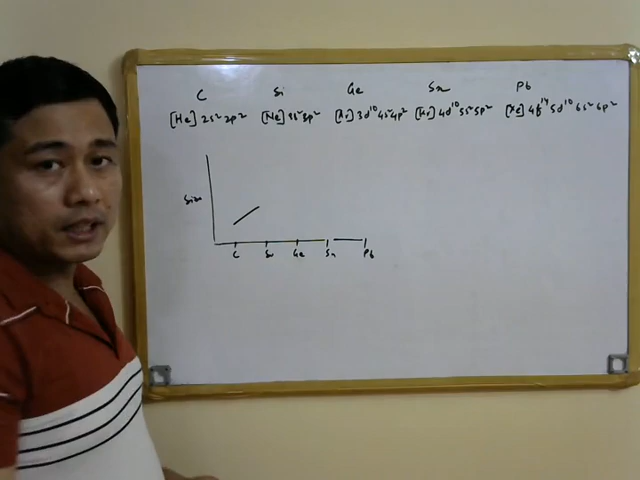 C Si Ge Sn Pb
[He] 2s² 2p² [Ne] 3s² 3p² [Ar] 3d¹⁰ 4s² 4p² [Kr] 4d¹⁰ 5s² 5p² [Xe] 4f¹⁴ 5d¹⁰ 6s² 6p²
Size
C Si Ge Sn Pb